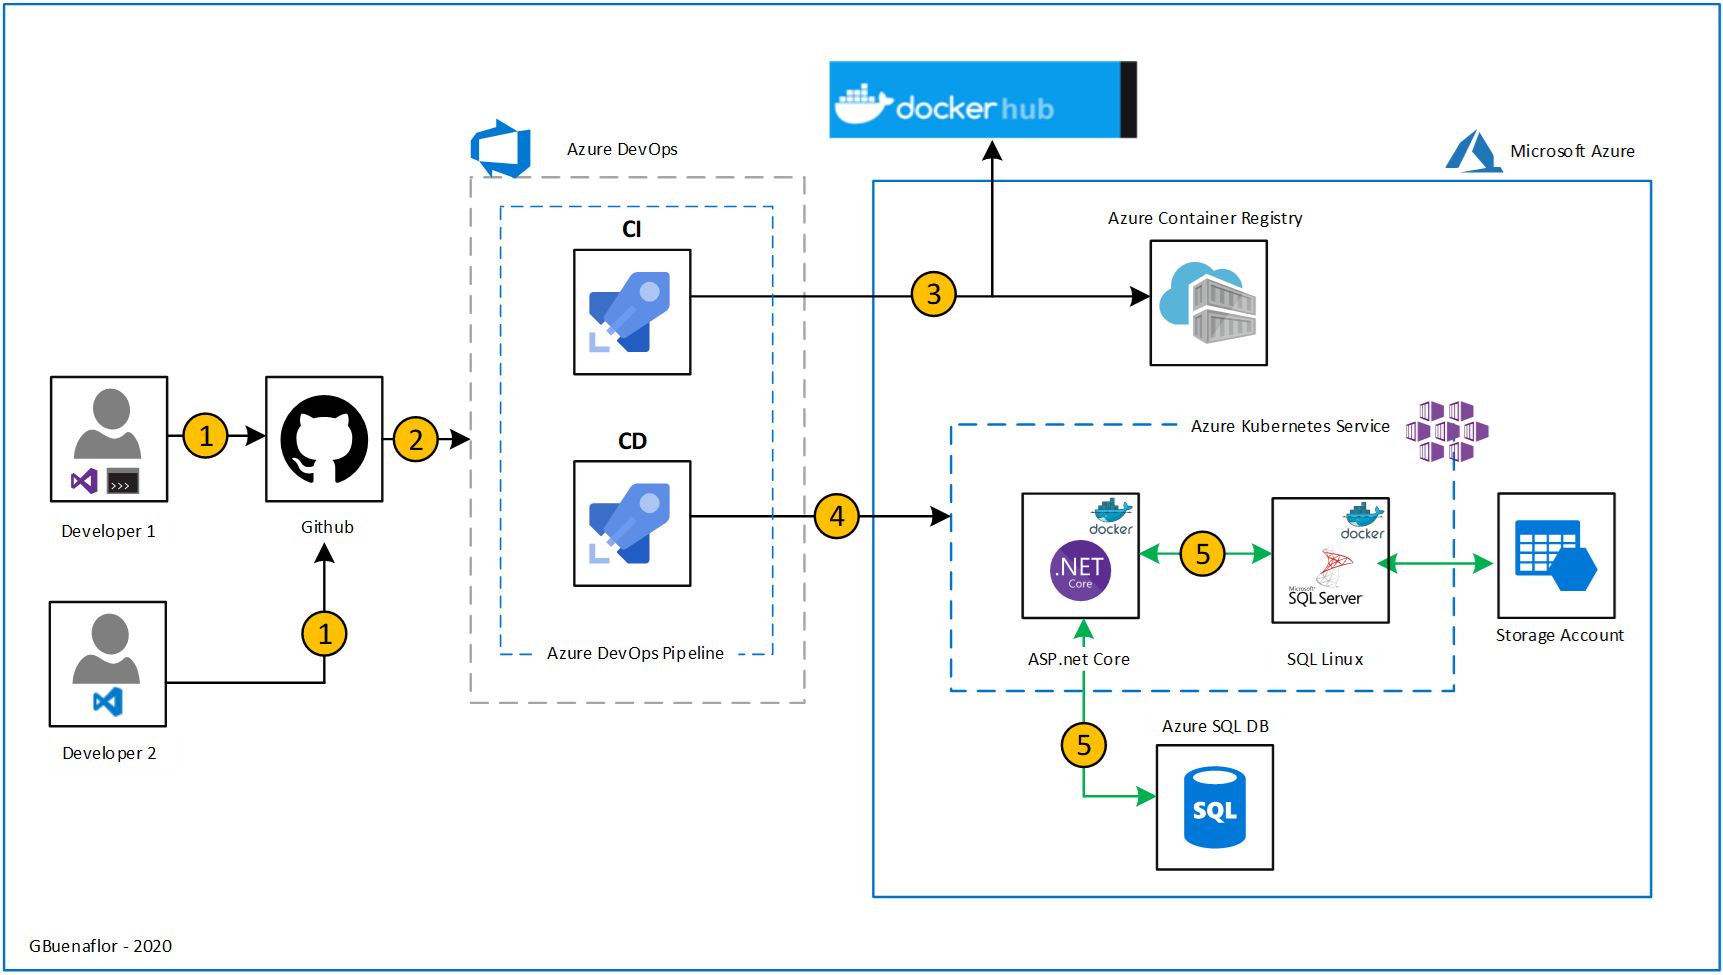 docker hub
Azure DevOps
Microsoft Azure
CI
Azure Container Registry
3
CD
Azure Kubernetes Service
1
2
>>>
Developer 1
Github
4
docker
.NET
Core
5
docker
Microsoft
SQL Server
ASP.net Core
SQL Linux
Storage Account
1
Azure DevOps Pipeline
Developer 2
5
Azure SQL DB
SQL
GBuenaflor - 2020